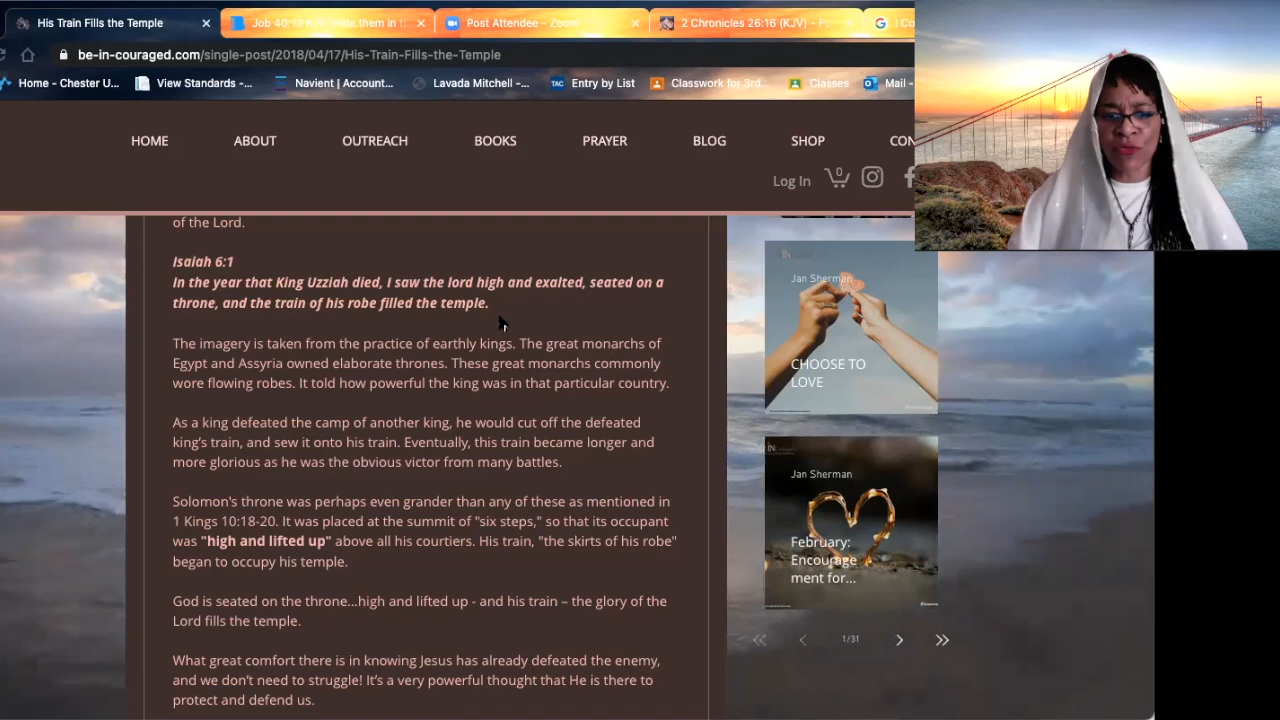 His Train Fills the Temple
Job 40:13 KJV: Hide them in t
Post Attendee - Zoom
2 Chronicles 26:16 (KJV) - Fo
be-in-couraged.com/single-post/2018/04/17/His-Train-Fills-the-Temple
Home - Chester U... View Standards -... Navient | Account... Lavada Mitchell -... TAC Entry by List Classwork for 3rd... Classes Mail -
HOME ABOUT OUTREACH BOOKS PRAYER BLOG SHOP CON
Log In 0
of the Lord.
Isaiah 6:1
In the year that King Uzziah died, I saw the lord high and exalted, seated on a
throne, and the train of his robe filled the temple.
The imagery is taken from the practice of earthly kings. The great monarchs of
Egypt and Assyria owned elaborate thrones. These great monarchs commonly
wore flowing robes. It told how powerful the king was in that particular country.
As a king defeated the camp of another king, he would cut off the defeated
king's train, and sew it onto his train. Eventually, this train became longer and
more glorious as he was the obvious victor from many battles.
Solomon's throne was perhaps even grander than any of these as mentioned in
1 Kings 10:18-20. It was placed at the summit of "six steps," so that its occupant
was "high and lifted up" above all his courtiers. His train, "the skirts of his robe"
began to occupy his temple.
God is seated on the throne...high and lifted up - and his train – the glory of the
Lord fills the temple.
What great comfort there is in knowing Jesus has already defeated the enemy,
and we don't need to struggle! It's a very powerful thought that He is there to
protect and defend us.
Jan Sherman
CHOOSE TO
LOVE
Jan Sherman
February:
Encourage
ment for...
1/31